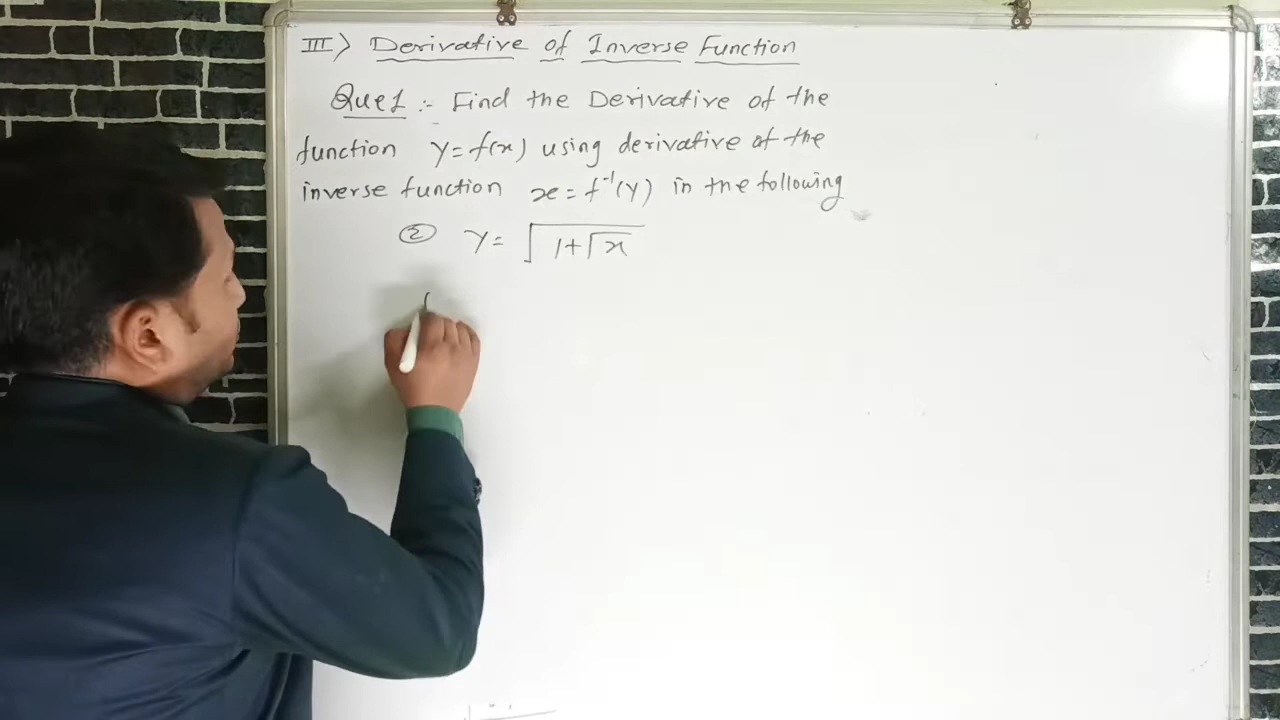 III) Derivative of Inverse Function
Que1 :- Find the Derivative of the
function y=f(x) using derivative of the
inverse function x=f⁻¹(y) in the following
② y= √(1+√x)